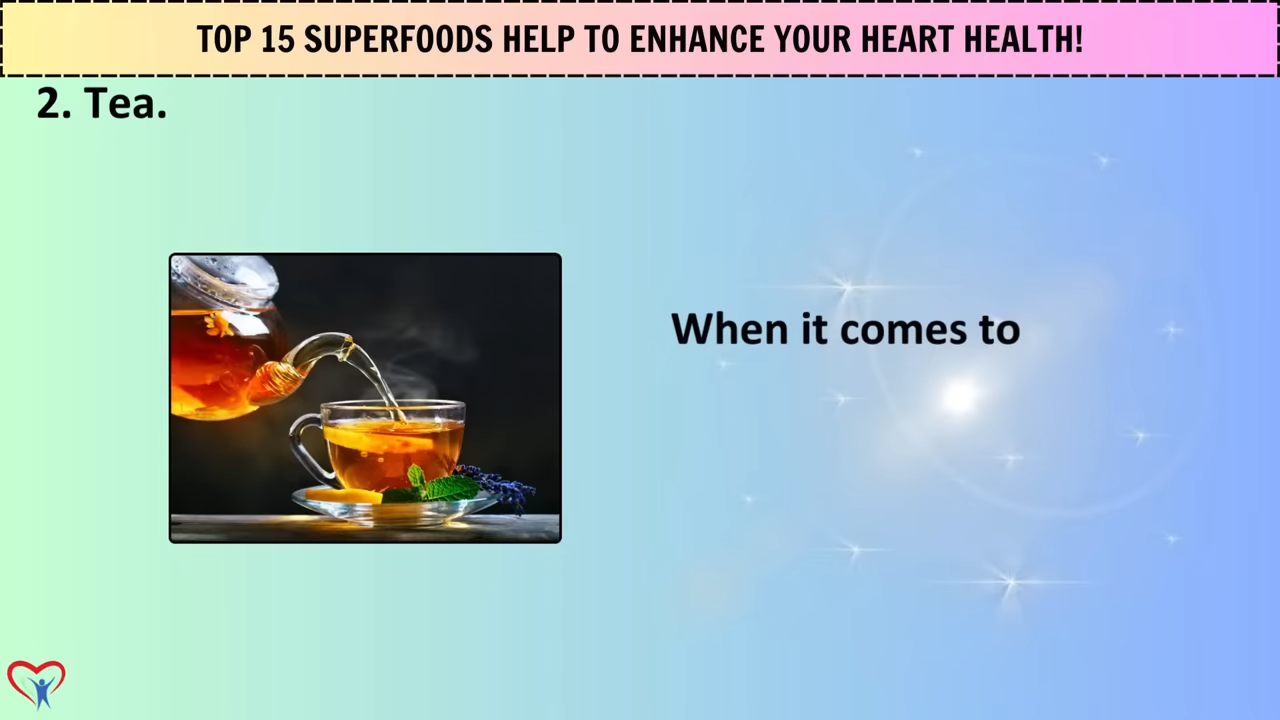 TOP 15 SUPERFOODS HELP TO ENHANCE YOUR HEART HEALTH!
2. Tea.
When it comes to